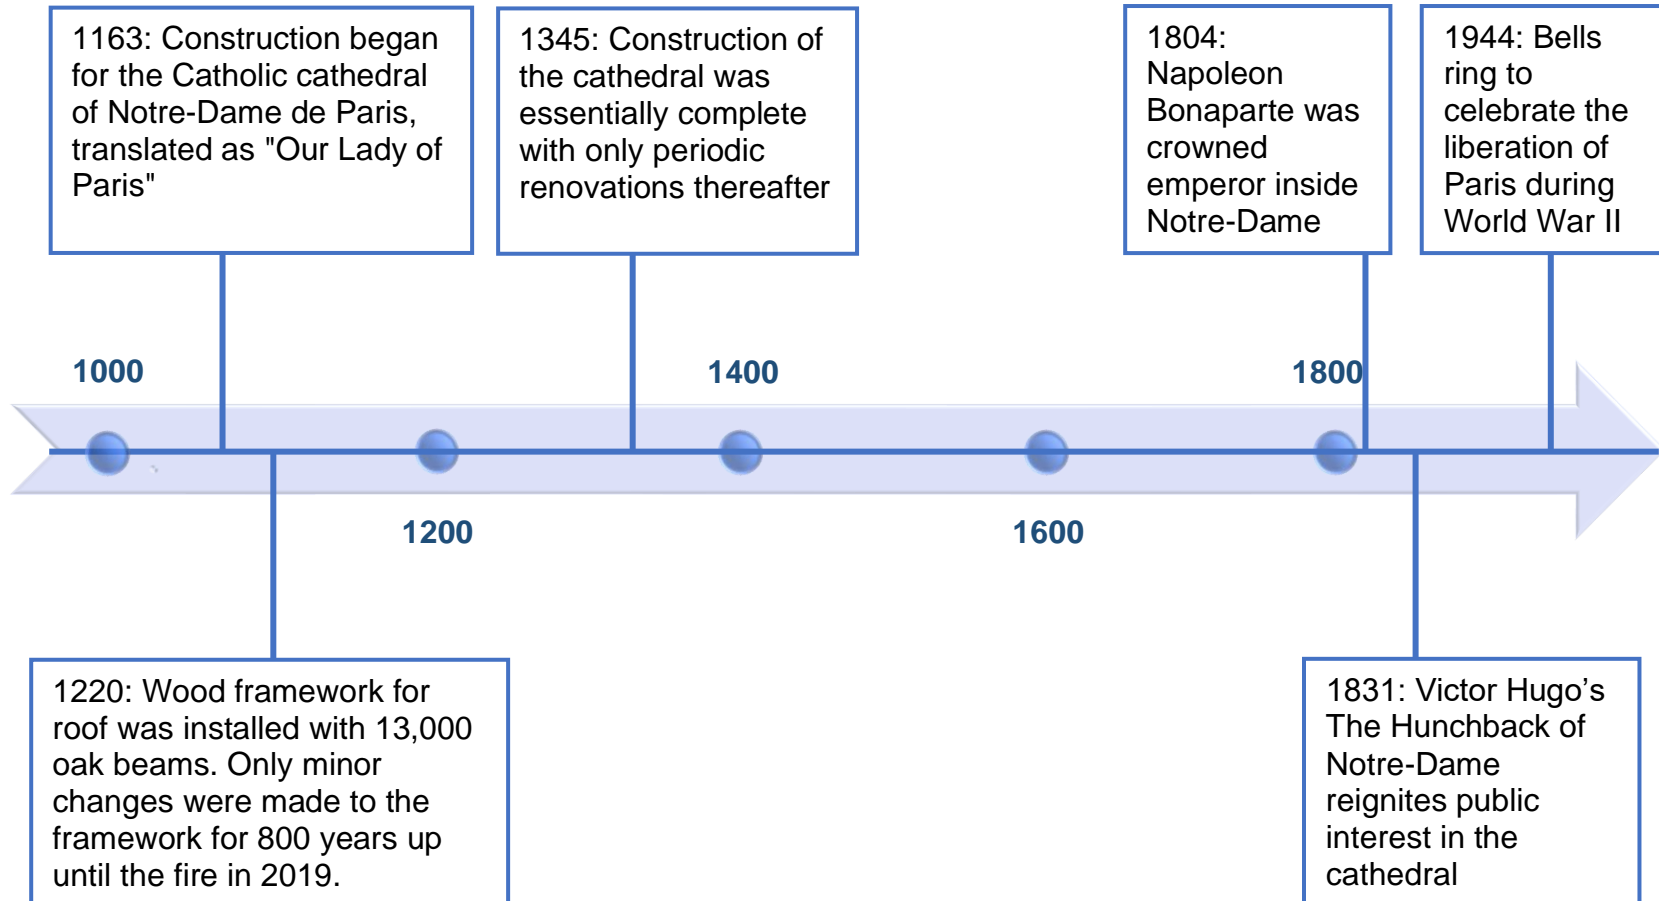 1163: Construction began
for the Catholic cathedral
of Notre-Dame de Paris,
translated as "Our Lady of
Paris"
1345: Construction of
the cathedral was
essentially complete
with only periodic
renovations thereafter
1804:
Napoleon
Bonaparte was
crowned
emperor inside
Notre-Dame
1944: Bells
ring to
celebrate the
liberation of
Paris during
World War II
1000
1400
1800
1200
1600
1220: Wood framework for
roof was installed with 13,000
oak beams. Only minor
changes were made to the
framework for 800 years up
until the fire in 2019.
1831: Victor Hugo’s
The Hunchback of
Notre-Dame
reignites public
interest in the
cathedral